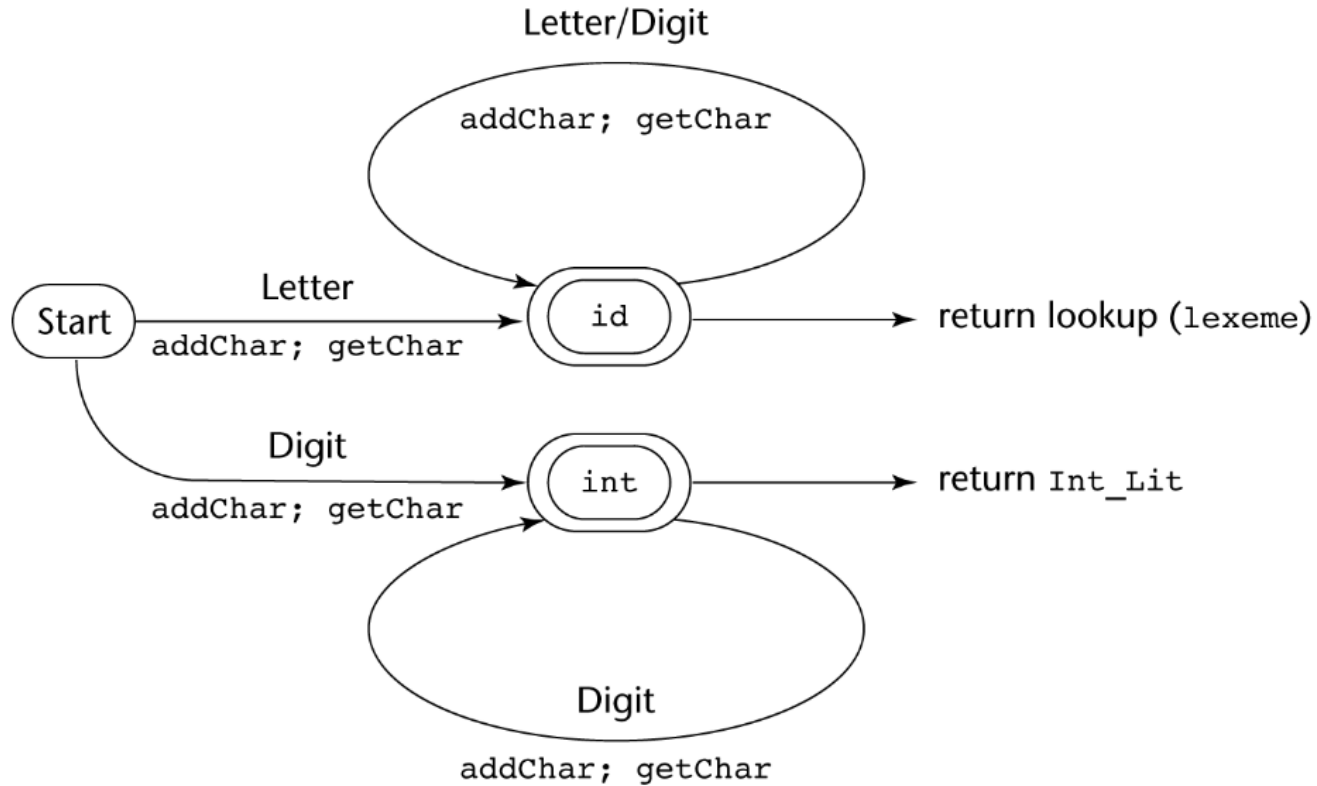 Letter/Digit
addChar; getChar
Letter
Start
addChar; getChar
id
return lookup (lexeme)
Digit
addChar; getChar
int
return Int_Lit
Digit
addChar; getChar